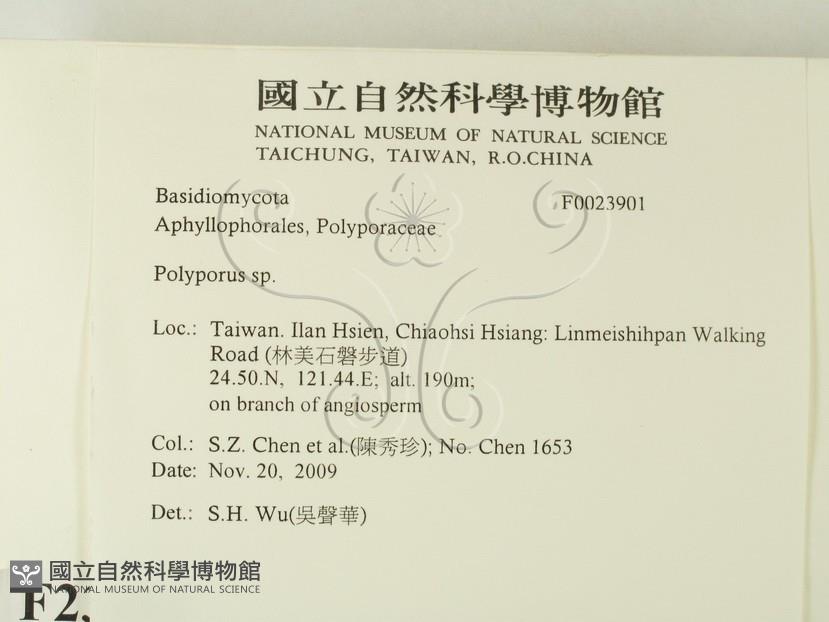 國立自然科學博物館
NATIONAL MUSEUM OF NATURAL SCIENCE
TAICHUNG, TAIWAN, R.O.CHINA
Basidiomycota F0023901
Aphyllophorales, Polyporaceae
Polyporus sp.
Loc.: Taiwan. Ilan Hsien, Chiaohsi Hsiang: Linmeishihpan Walking
Road (林美石磐步道)
24.50.N, 121.44.E; alt. 190m;
on branch of angiosperm
Col.: S.Z. Chen et al.(陳秀珍); No. Chen 1653
Date: Nov. 20, 2009
Det.: S.H. Wu(吳聲華)
國立自然科學博物館
NATIONAL MUSEUM OF NATURAL SCIENCE
F2,